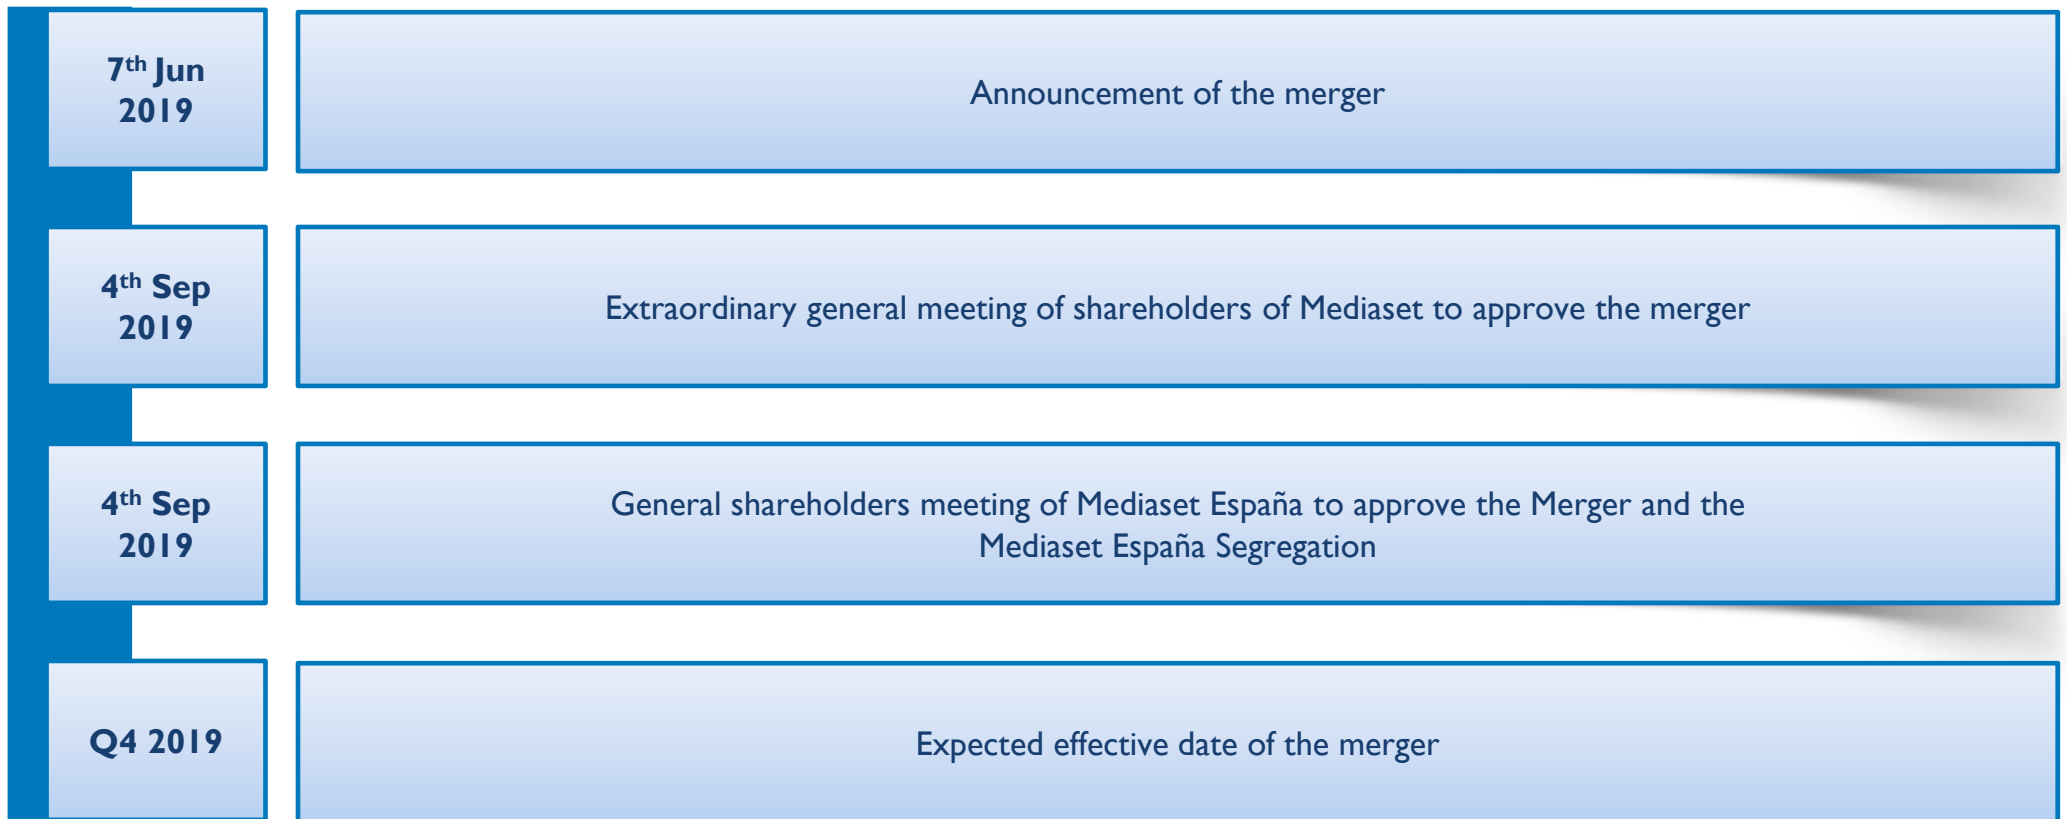 7th Jun
2019
Announcement of the merger
4th Sep
2019
Extraordinary general meeting of shareholders of Mediaset to approve the merger
4th Sep
2019
General shareholders meeting of Mediaset España to approve the Merger and the
Mediaset España Segregation
Q4 2019
Expected effective date of the merger